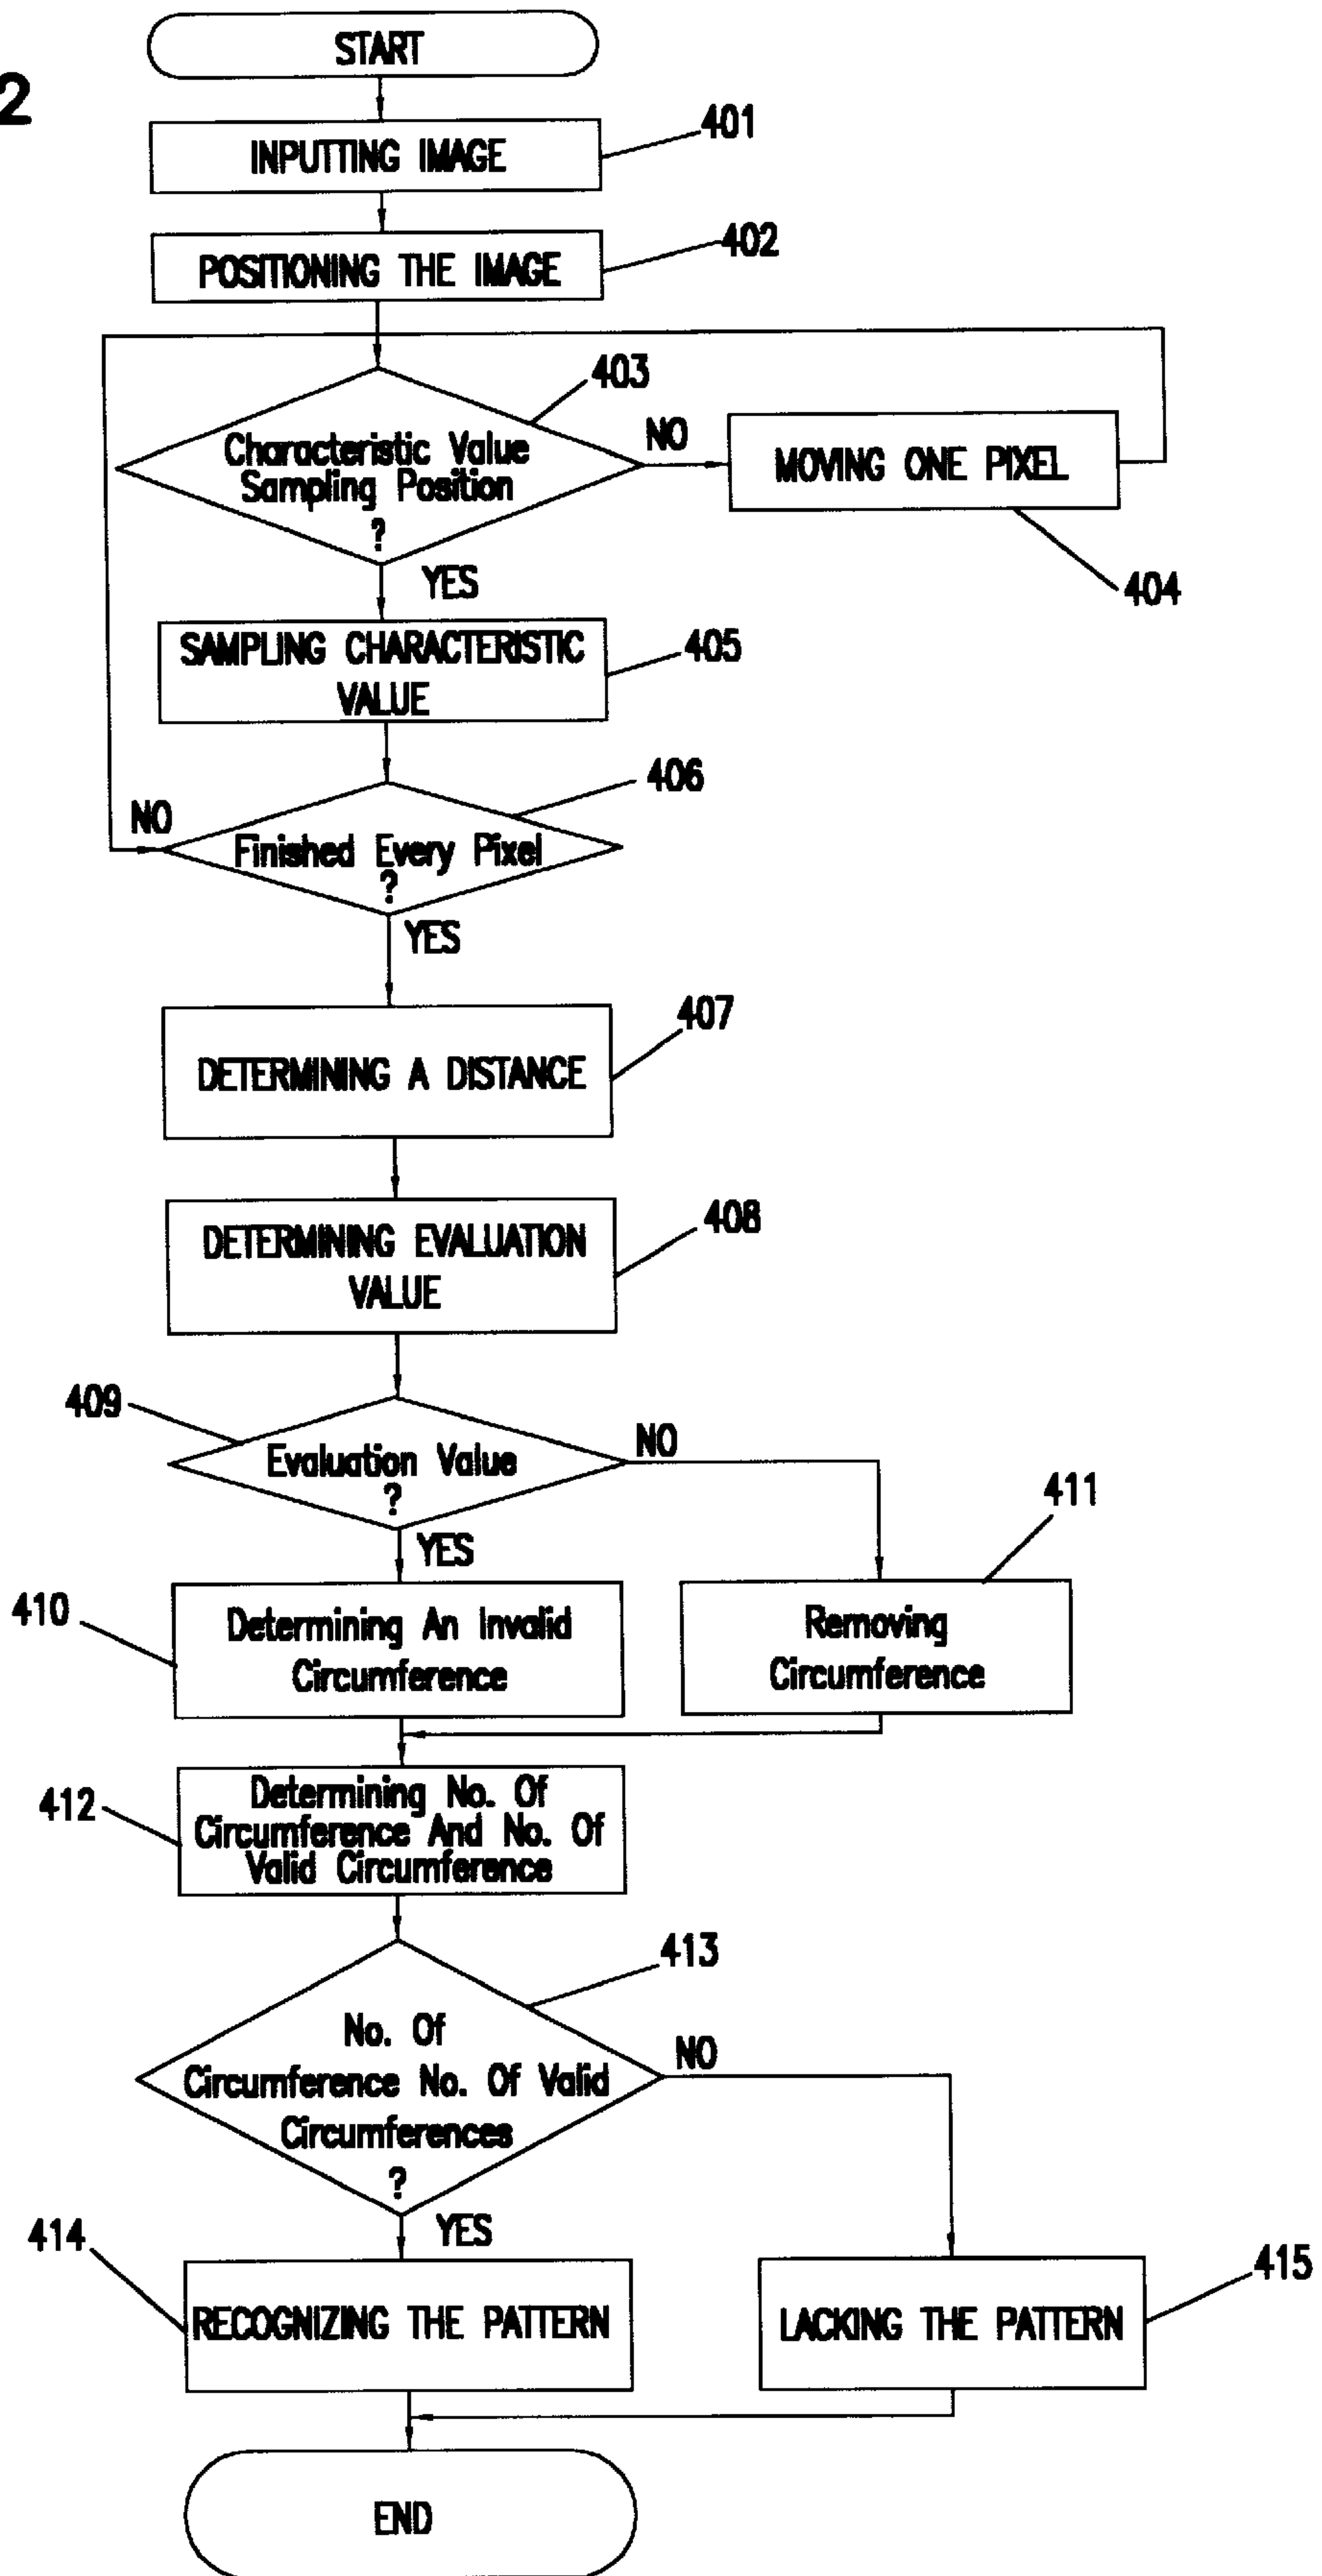 2
START
401
INPUTTING IMAGE
402
POSITIONING THE IMAGE
403
Characteristic Value
Sampling Position
?
NO
MOVING ONE PIXEL
404
YES
SAMPLING CHARACTERISTIC
VALUE
405
406
NO
Finished Every Pixel
?
YES
407
DETERMINING A DISTANCE
408
DETERMINING EVALUATION
VALUE
409
Evaluation Value
?
NO
YES
411
410
Determining An Invalid
Circumference
Removing
Circumference
412
Determining No. Of
Circumference And No. Of
Valid Circumference
413
No. Of
Circumference No. Of Valid
Circumferences
?
NO
YES
414
RECOGNIZING THE PATTERN
415
LACKING THE PATTERN
END